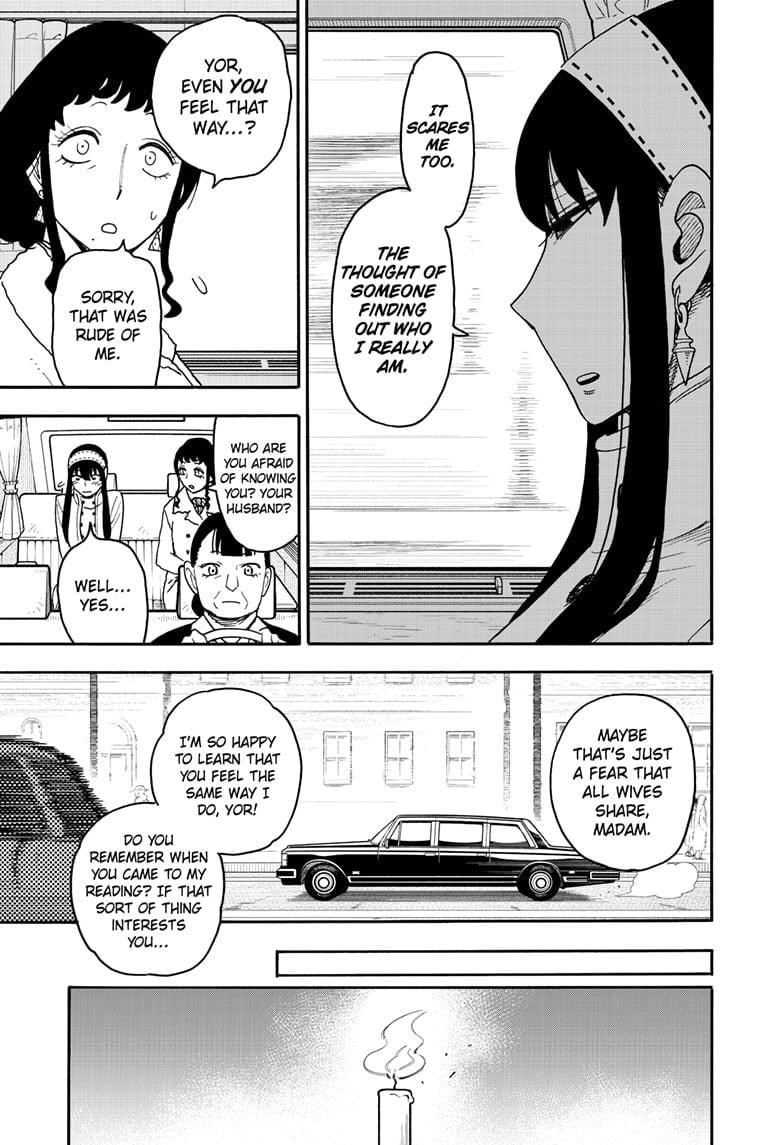 IT
SCARES
ME
TOO.
THE
THOUGHT OF
SOMEONE
FINDING
OUT WHO
I REALLY
AM.
YOR,
EVEN YOU
FEEL THAT
WAY...?
SORRY,
THAT WAS
RUDE OF
ME.
WHO ARE
YOU AFRAID
OF KNOWING
YOU? YOUR
HUSBAND?
WELL...
YES...
MAYBE
THAT'S JUST
A FEAR THAT
ALL WIVES
SHARE,
MADAM.
I'M SO HAPPY
TO LEARN THAT
YOU FEEL THE
SAME WAY I
DO, YOR!
DO YOU
REMEMBER WHEN
YOU CAME TO MY
READING? IF THAT
SORT OF THING
INTERESTS
YOU...